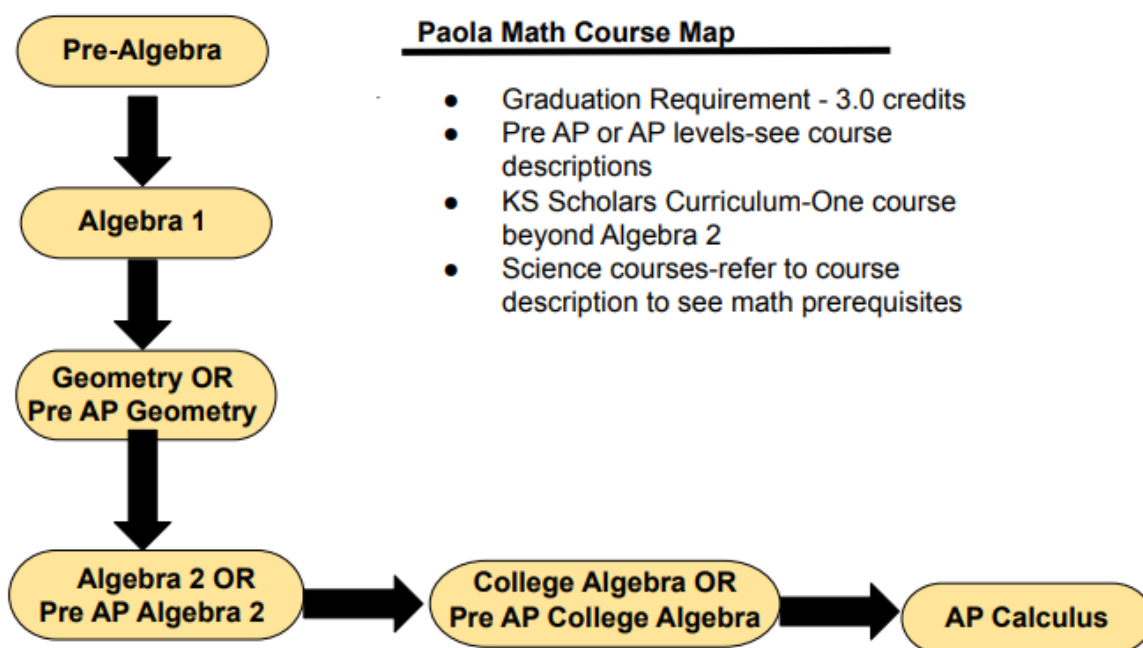 Pre-Algebra
Paola Math Course Map
● Graduation Requirement - 3.0 credits
● Pre AP or AP levels-see course
descriptions
● KS Scholars Curriculum-One course
beyond Algebra 2
● Science courses-refer to course
description to see math prerequisites
Algebra 1
Geometry OR
Pre AP Geometry
Algebra 2 OR
Pre AP Algebra 2
College Algebra OR
Pre AP College Algebra
AP Calculus